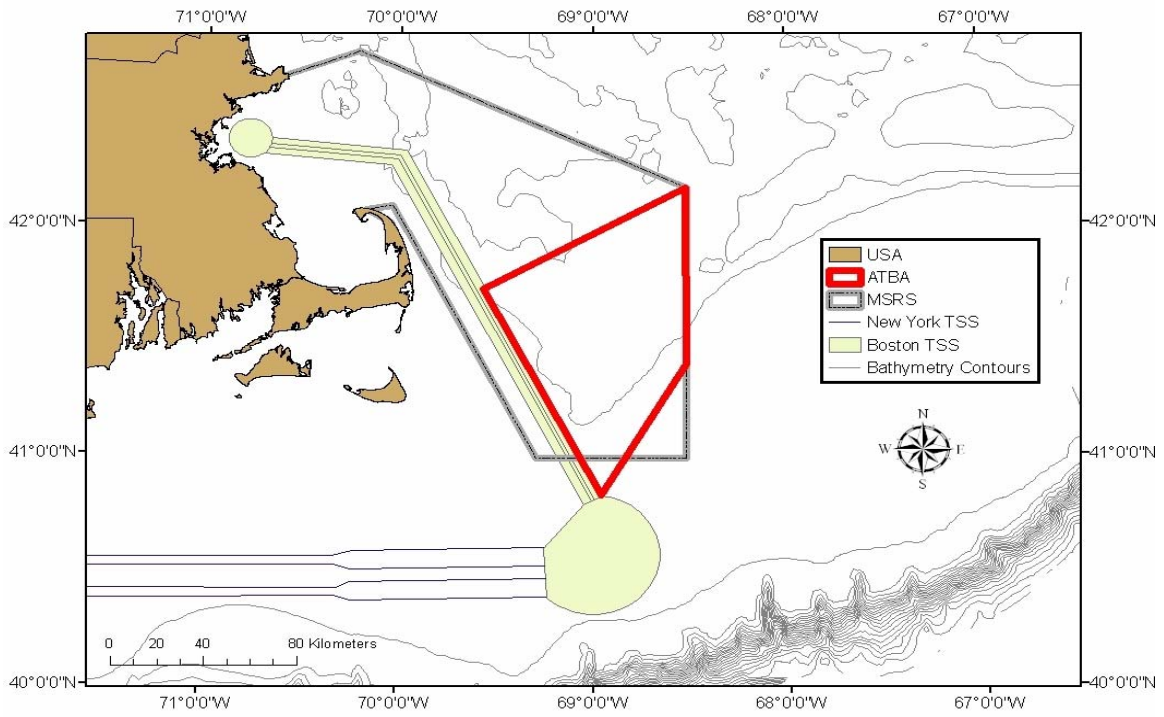 71°0'0"W 70°0'0"W 69°0'0"W 68°0'0"W 67°0'0"W
42°0'0"N 42°0'0"N
USA
ATBA
MSRS
New York TSS
Boston TSS
Bathymetry Contours
N
W E
S
41°0'0"N 41°0'0"N
0 20 40 80 Kilometers
40°0'0"N 40°0'0"N
71°0'0"W 70°0'0"W 69°0'0"W 68°0'0"W 67°0'0"W